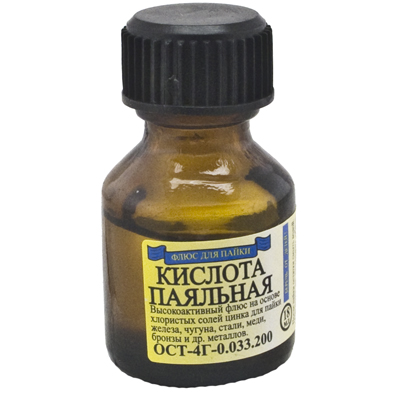 ФЛЮС ДЛЯ ПАЙКИ
КИСЛОТА
ПАЯЛЬНАЯ
Высокоактивный флюс на основе
хлористых солей цинка для пайки
железа, чугуна, стали, меди,
бронзы и др. металлов.
ОСТ-4Г-0.033.200